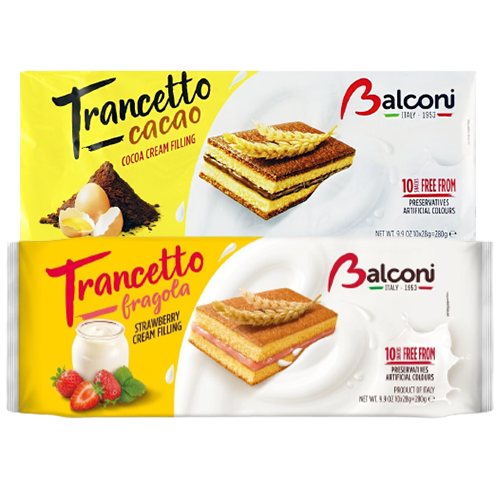 Trancetto
cacao
COCOA CREAM FILLING
Balconi
ITALY - 1953
10 CAKES FREE FROM
PRESERVATIVES
ARTIFICIAL COLOURS
NET WT. 9.9 OZ 10x28g=280g e
Trancetto
fragola
STRAWBERRY
CREAM FILLING
Balconi
ITALY - 1953
10 CAKES FREE FROM
PRESERVATIVES
ARTIFICIAL COLOURS
PRODUCT OF ITALY
NET WT. 9.9 OZ 10x28g=280g e